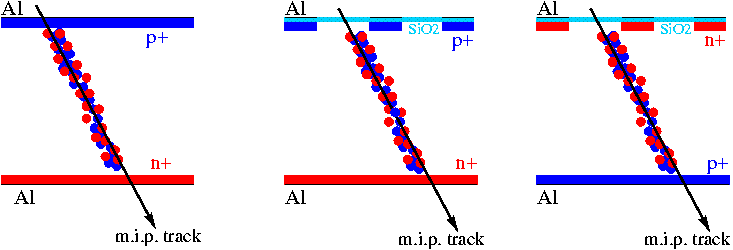 Al
p+
n+
Al
m.i.p. track
Al
SiO2
p+
n+
Al
m.i.p. track
Al
SiO2
n+
p+
Al
m.i.p. track